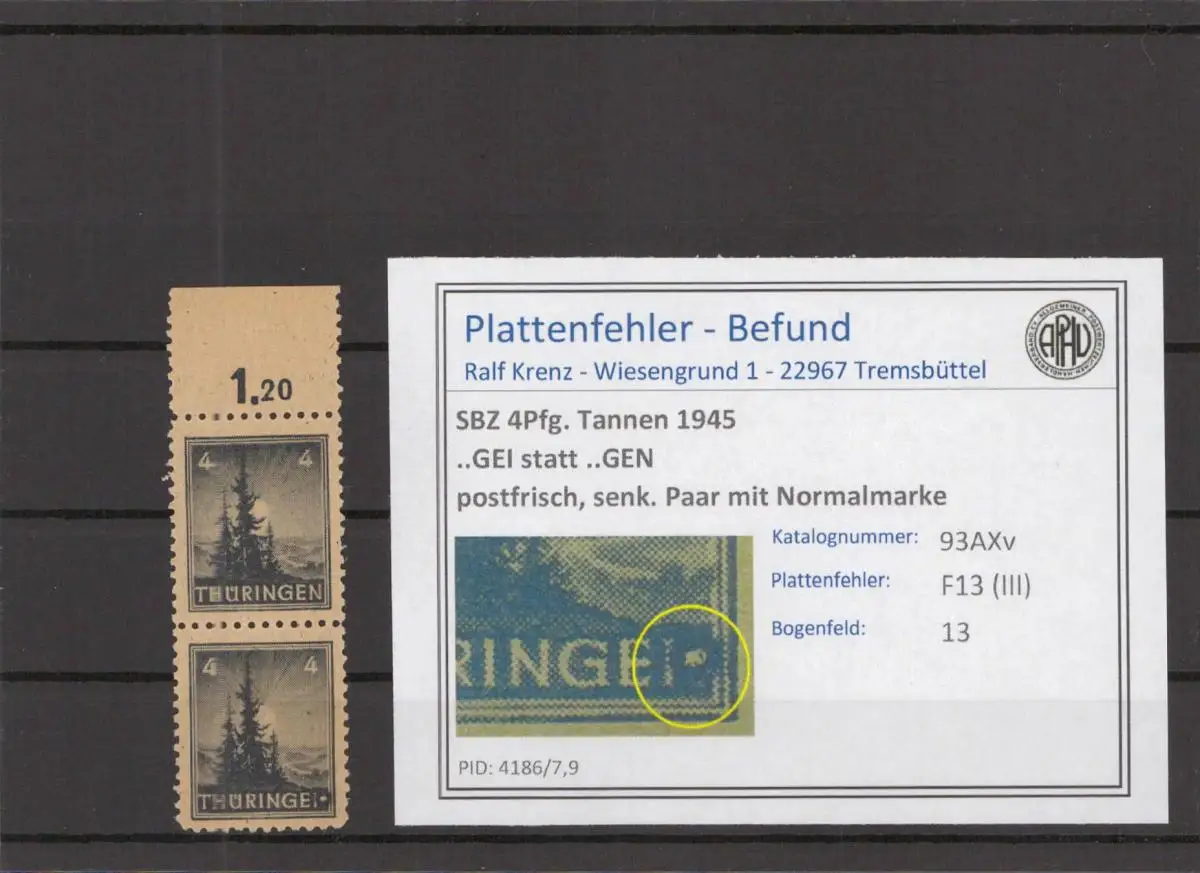 1.20
4 4
THÜRINGEN
4 4
THÜRINGEI
Plattenfehler - Befund
Ralf Krenz - Wiesengrund 1 - 22967 Tremsbüttel
APHV
SBZ 4Pfg. Tannen 1945
..GEI statt ..GEN
postfrisch, senk. Paar mit Normalmarke
RINGEI
Katalognummer: 93AXv
Plattenfehler: F13 (III)
Bogenfeld: 13
PID: 4186/7,9